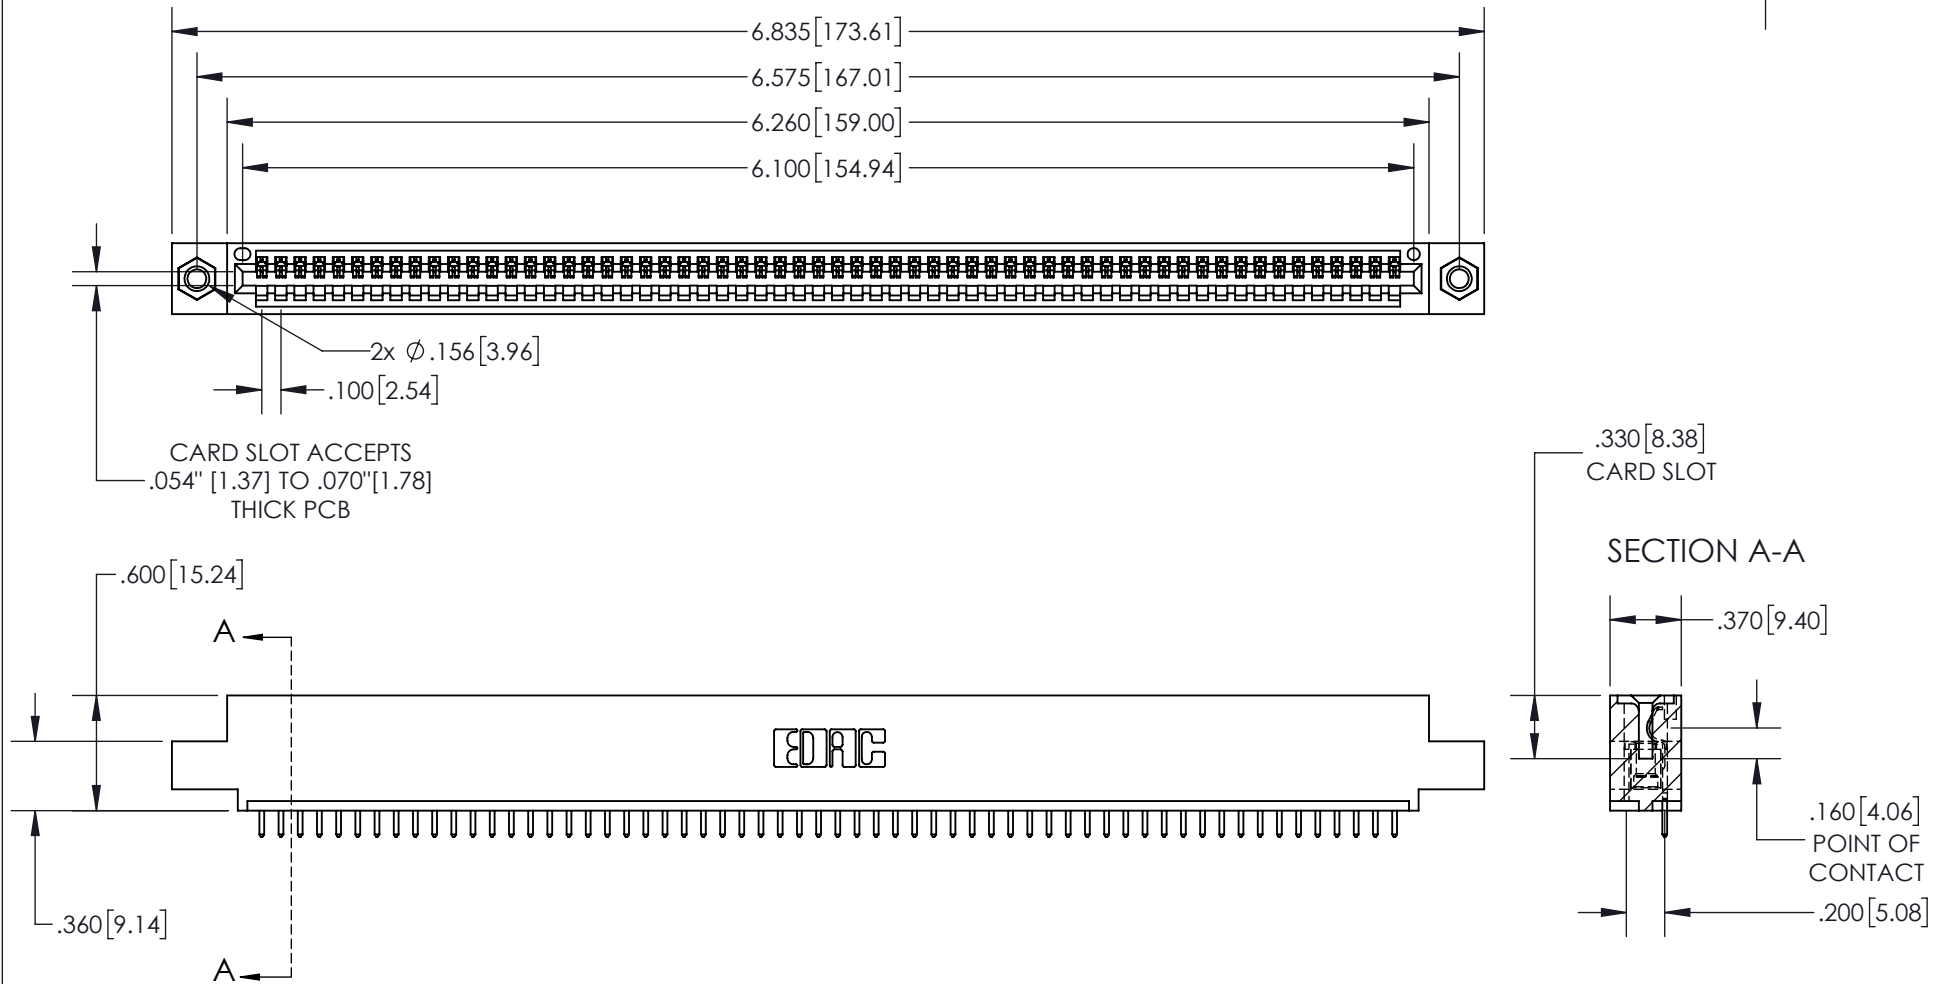 6.835[173.61]
6.575[167.01]
6.260[159.00]
6.100[154.94]
2x Ø.156[3.96]
.100[2.54]
CARD SLOT ACCEPTS
.054" [1.37] TO .070"[1.78]
THICK PCB
.330[8.38]
CARD SLOT
SECTION A-A
.600[15.24]
.370[9.40]
A
EDAC
.160[4.06]
POINT OF
CONTACT
.200[5.08]
.360[9.14]
A